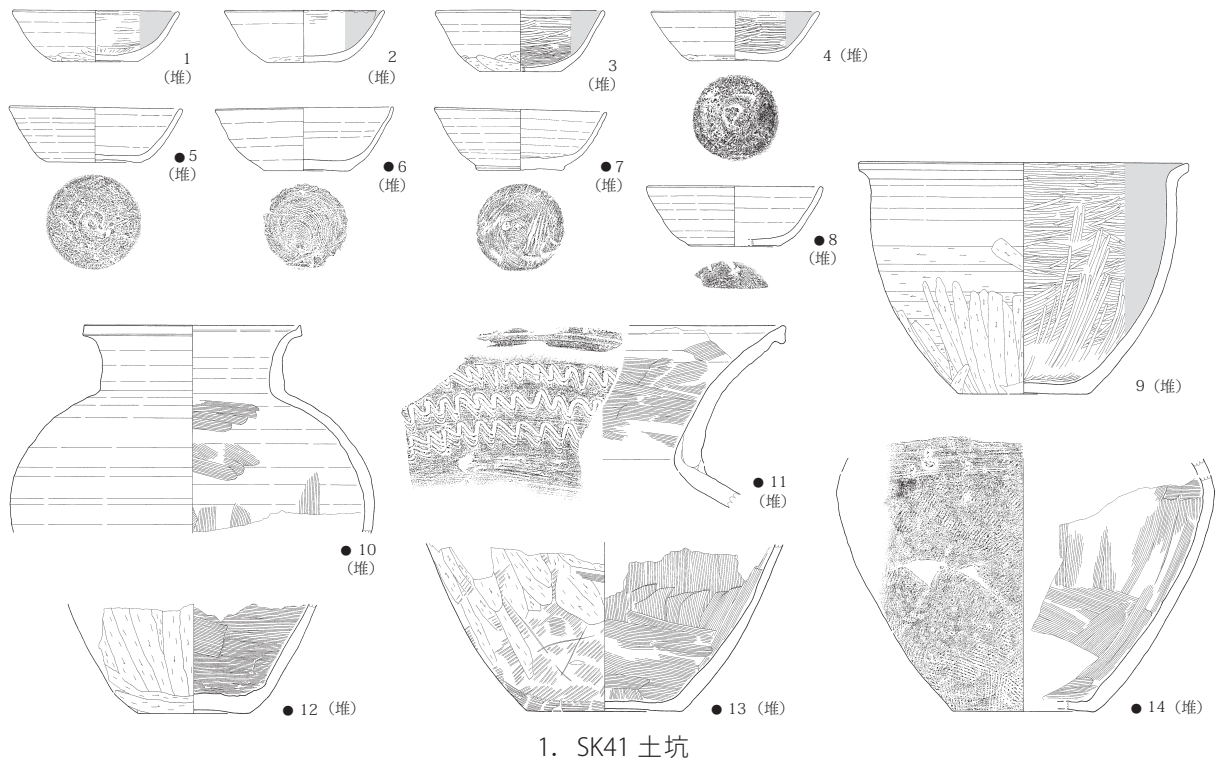 1
（堆）
2
（堆）
3
（堆）
4（堆）
●5
（堆）
●6
（堆）
●7
（堆）
●8
（堆）
9（堆）
●10
（堆）
●11
（堆）
●12（堆）
●13（堆）
●14（堆）
1. SK41 土坑